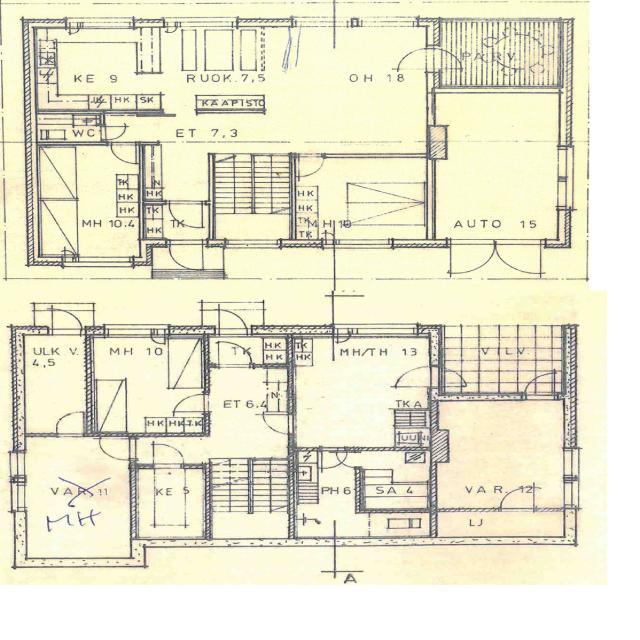 PARV.
KE 9 RUOK. 7,5 OH 18
HK SK
KAAPISTO
WC ET 7,3
TK
HK
HK
N
HK
TK
HK
HK
HK
TK
TK
MH 10.4 TK MH 10 AUTO 15
ULK V. MH 10 TK HK HK TK MH/TH 13 VILV.
4,5 HK HK HK
N
ET 6,4 TKA
HK HK TK
UU
VAR. 11 KE 5 PH 6 SA 4 VAR. 12
MH
LJ
A